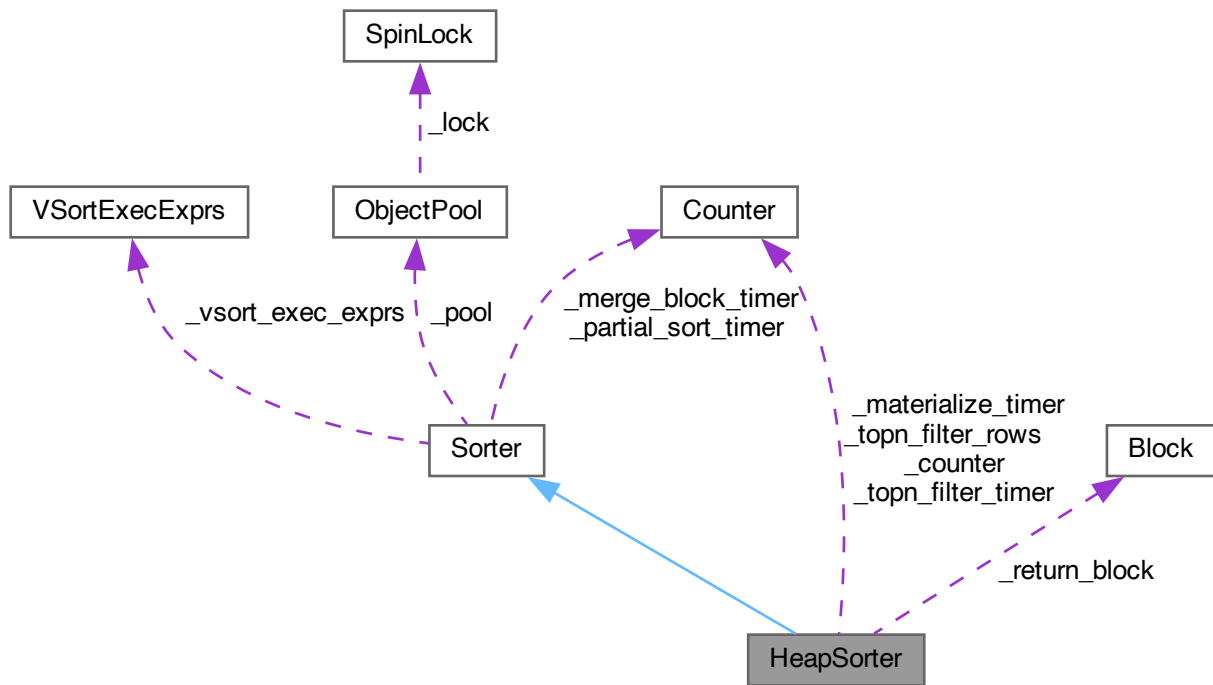 SpinLock
_lock
VSortExecExprs
ObjectPool
Counter
_vsort_exec_exprs
_pool
_merge_block_timer
_partial_sort_timer
_materialize_timer
_topn_filter_rows
_counter
_topn_filter_timer
Sorter
Block
_return_block
HeapSorter